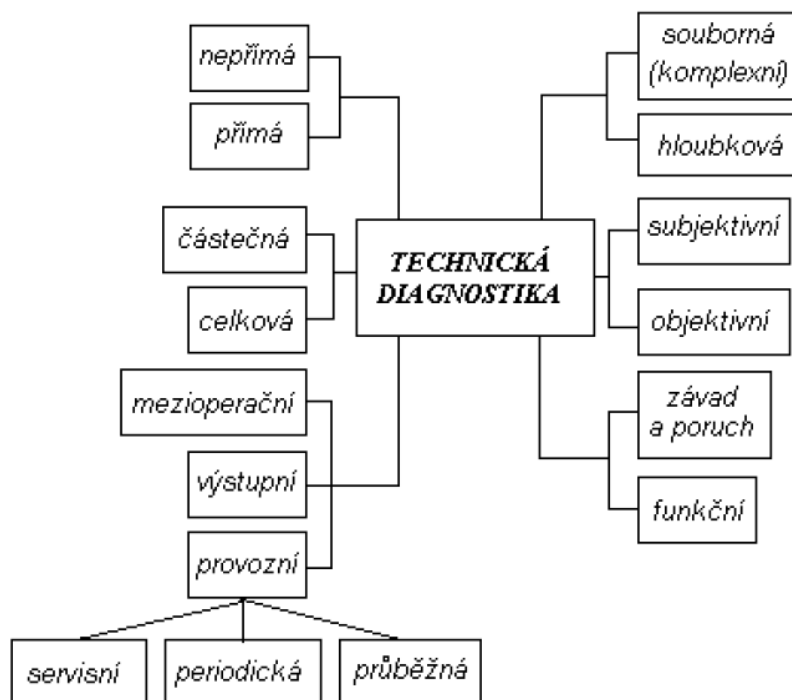 nepřímá
přímá
částečná
celková
mezioperační
výstupní
provozní
servisní
periodická
průběžná
TECHNICKÁ
DIAGNOSTIKA
souborná
(komplexní)
hloubková
subjektivní
objektivní
závad
a poruch
funkční